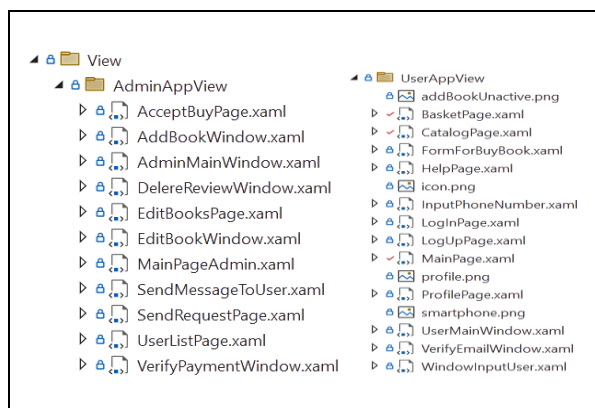 View
AdminAppView
AcceptBuyPage.xaml
AddBookWindow.xaml
AdminMainWindow.xaml
DelereReviewWindow.xaml
EditBooksPage.xaml
EditBookWindow.xaml
MainPageAdmin.xaml
SendMessageToUser.xaml
SendRequestPage.xaml
UserListPage.xaml
VerifyPaymentWindow.xaml
UserAppView
addBookUnactive.png
BasketPage.xaml
CatalogPage.xaml
FormForBuyBook.xaml
HelpPage.xaml
icon.png
InputPhoneNumber.xaml
LogInPage.xaml
LogUpPage.xaml
MainPage.xaml
profile.png
ProfilePage.xaml
smartphone.png
UserMainWindow.xaml
VerifyEmailWindow.xaml
WindowInputUser.xaml